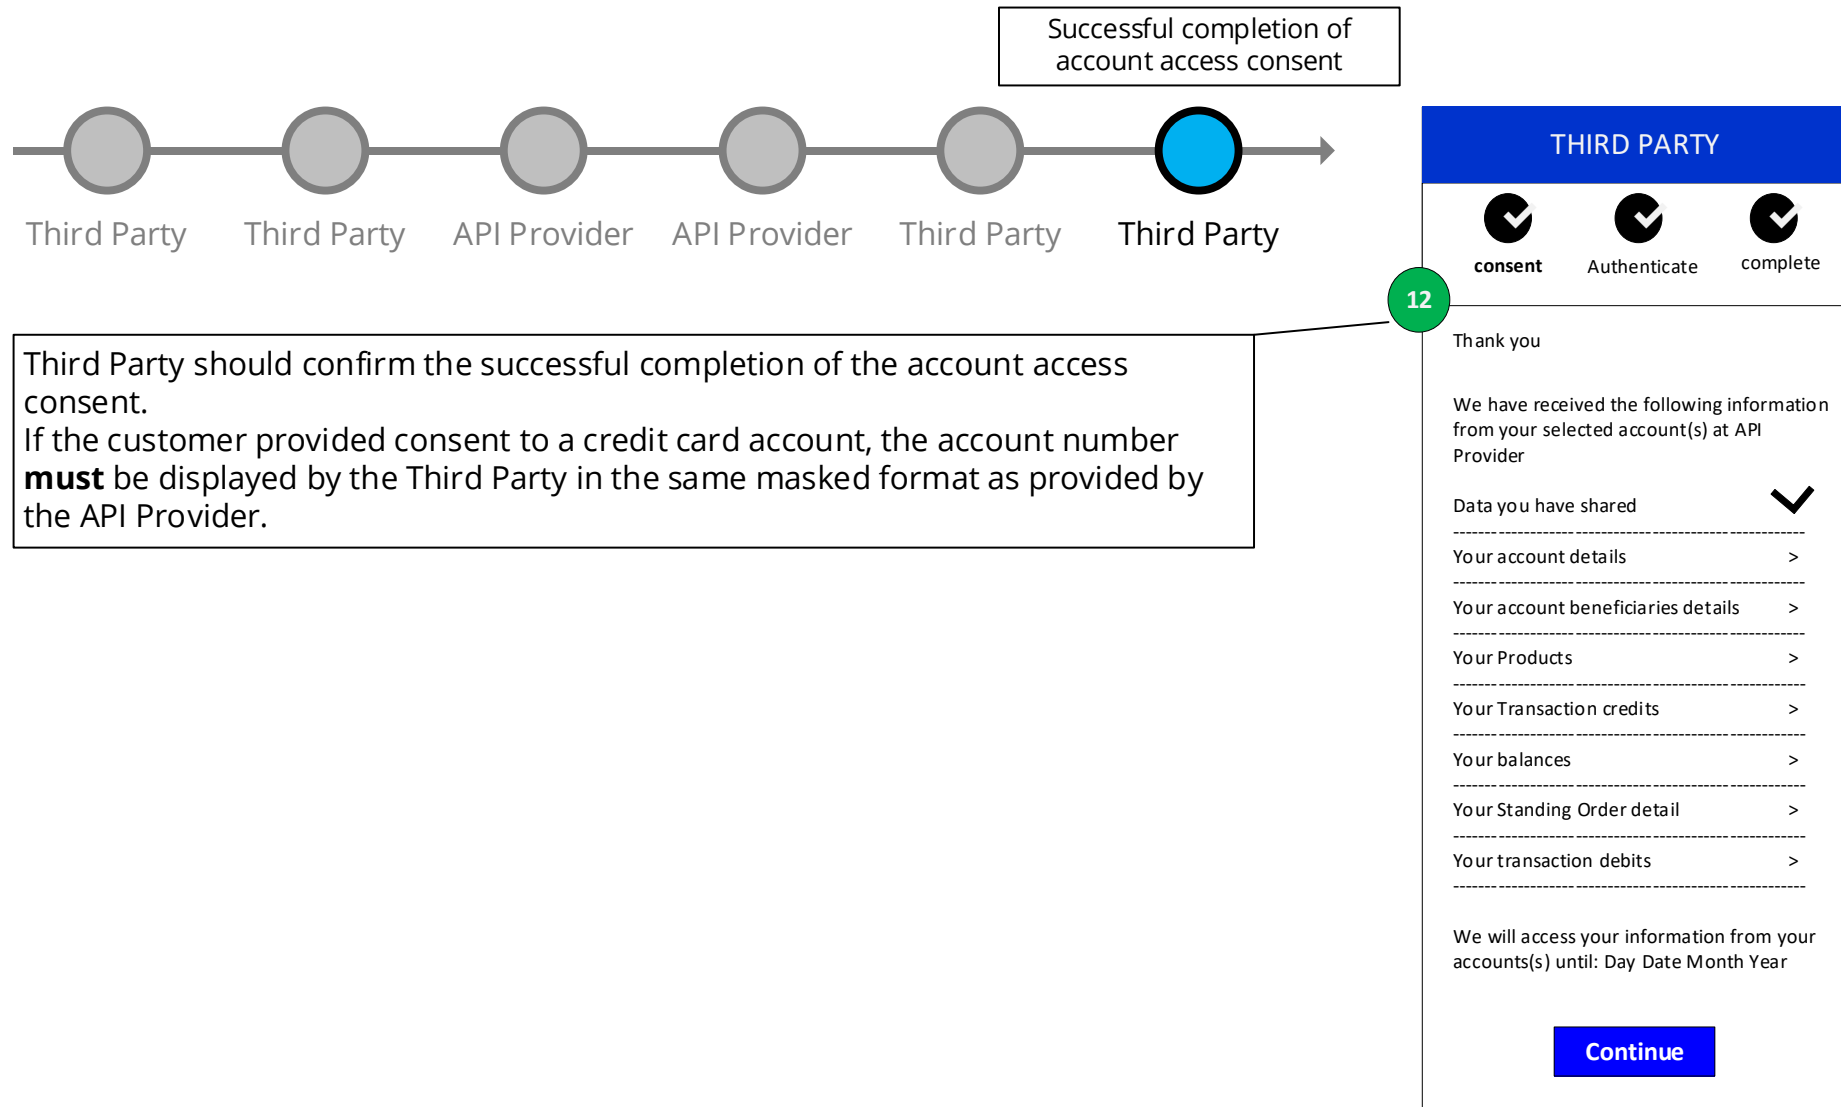 Successful completion of
account access consent
Third Party
Third Party
API Provider
API Provider
Third Party
Third Party
Third Party should confirm the successful completion of the account access
consent.
If the customer provided consent to a credit card account, the account number
must be displayed by the Third Party in the same masked format as provided by
the API Provider.
12
THIRD PARTY
consent
Authenticate
complete
Thank you
We have received the following information
from your selected account(s) at API
Provider
Data you have shared
--------------------------------------------------------
Your account details >
--------------------------------------------------------
Your account beneficiaries details >
--------------------------------------------------------
Your Products >
--------------------------------------------------------
Your Transaction credits >
--------------------------------------------------------
Your balances >
--------------------------------------------------------
Your Standing Order detail >
--------------------------------------------------------
Your transaction debits >
--------------------------------------------------------
We will access your information from your
accounts(s) until: Day Date Month Year
Continue